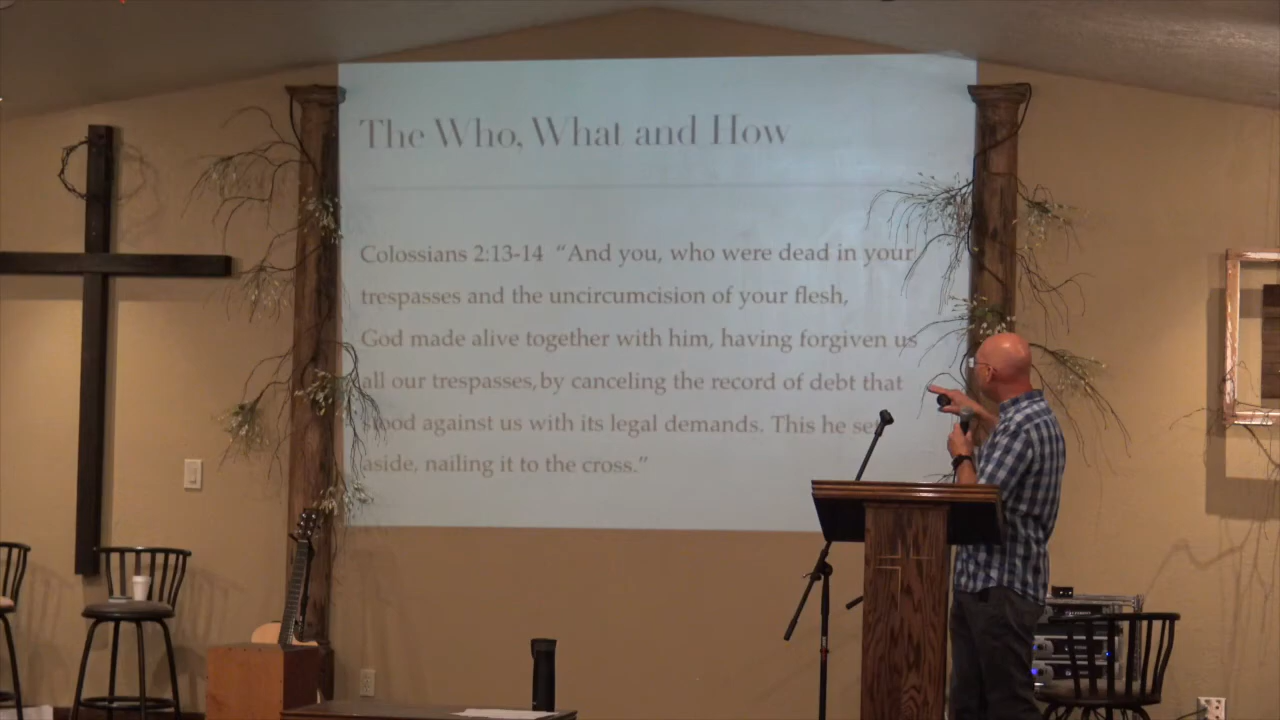 The Who, What and How
Colossians 2:13-14 “And you, who were dead in your
trespasses and the uncircumcision of your flesh,
God made alive together with him, having forgiven us
all our trespasses, by canceling the record of debt that
stood against us with its legal demands. This he set
aside, nailing it to the cross.”